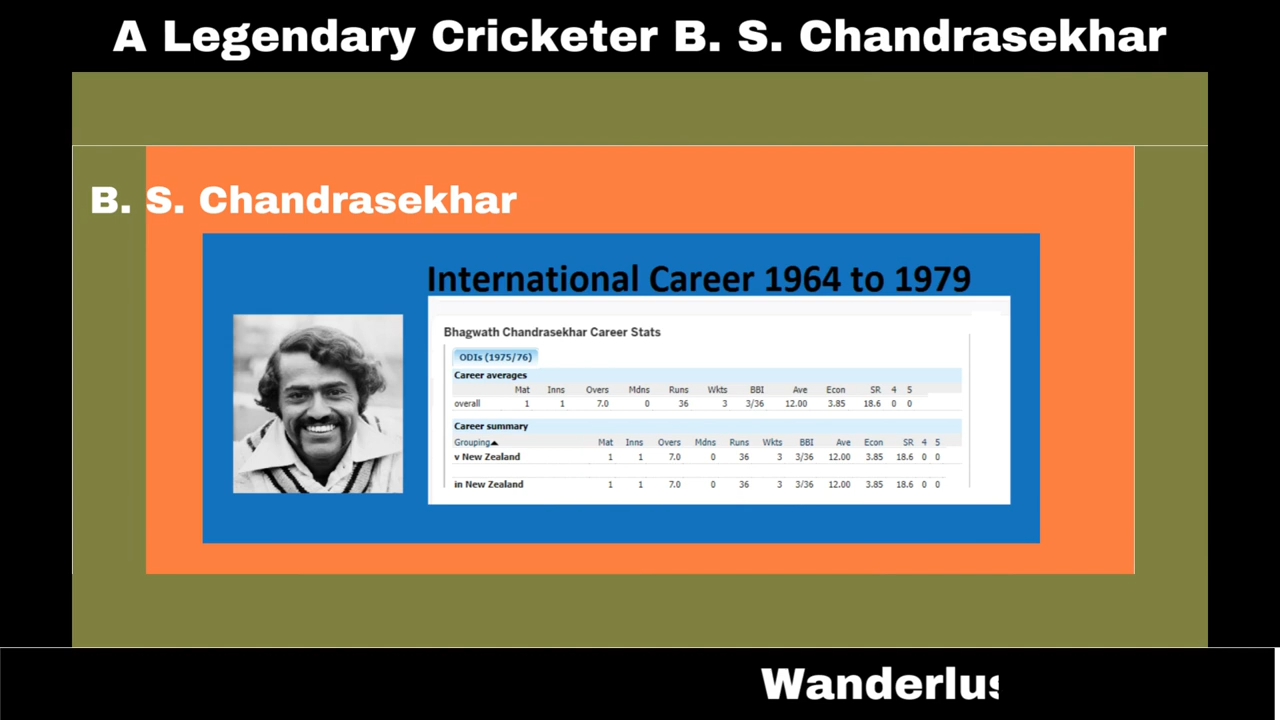 A Legendary Cricketer B. S. Chandrasekhar
B. S. Chandrasekhar
International Career 1964 to 1979
Bhagwath Chandrasekhar Career Stats
ODIs (1975/76)
Career averages
Mat Inns Overs Mdns Runs Wkts BBI Ave Econ SR 4 5
overall 1 1 7.0 0 36 3 3/36 12.00 3.85 18.6 0 0
Career summary
Grouping Mat Inns Overs Mdns Runs Wkts BBI Ave Econ SR 4 5
v New Zealand 1 1 7.0 0 36 3 3/36 12.00 3.85 18.6 0 0
in New Zealand 1 1 7.0 0 36 3 3/36 12.00 3.85 18.6 0 0
Wanderlus